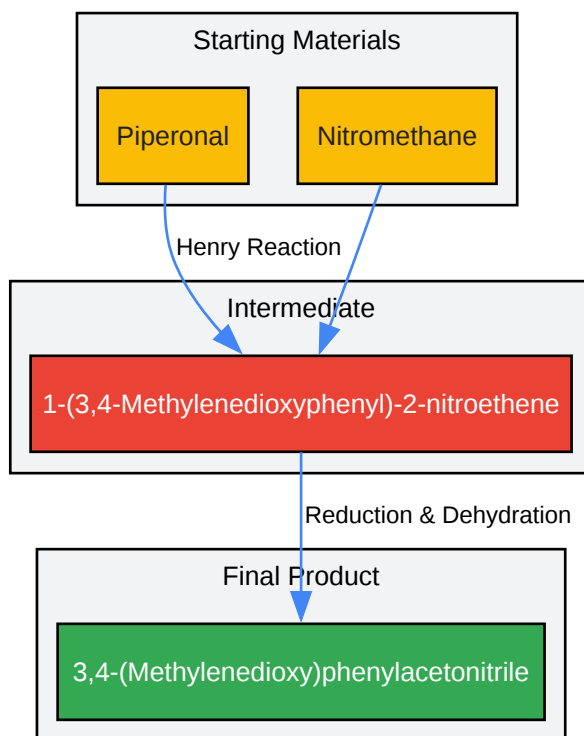 Starting Materials
Piperonal
Nitromethane
Henry Reaction
Intermediate
1-(3,4-Methylenedioxyphenyl)-2-nitroethene
Reduction & Dehydration
Final Product
3,4-(Methylenedioxy)phenylacetonitrile